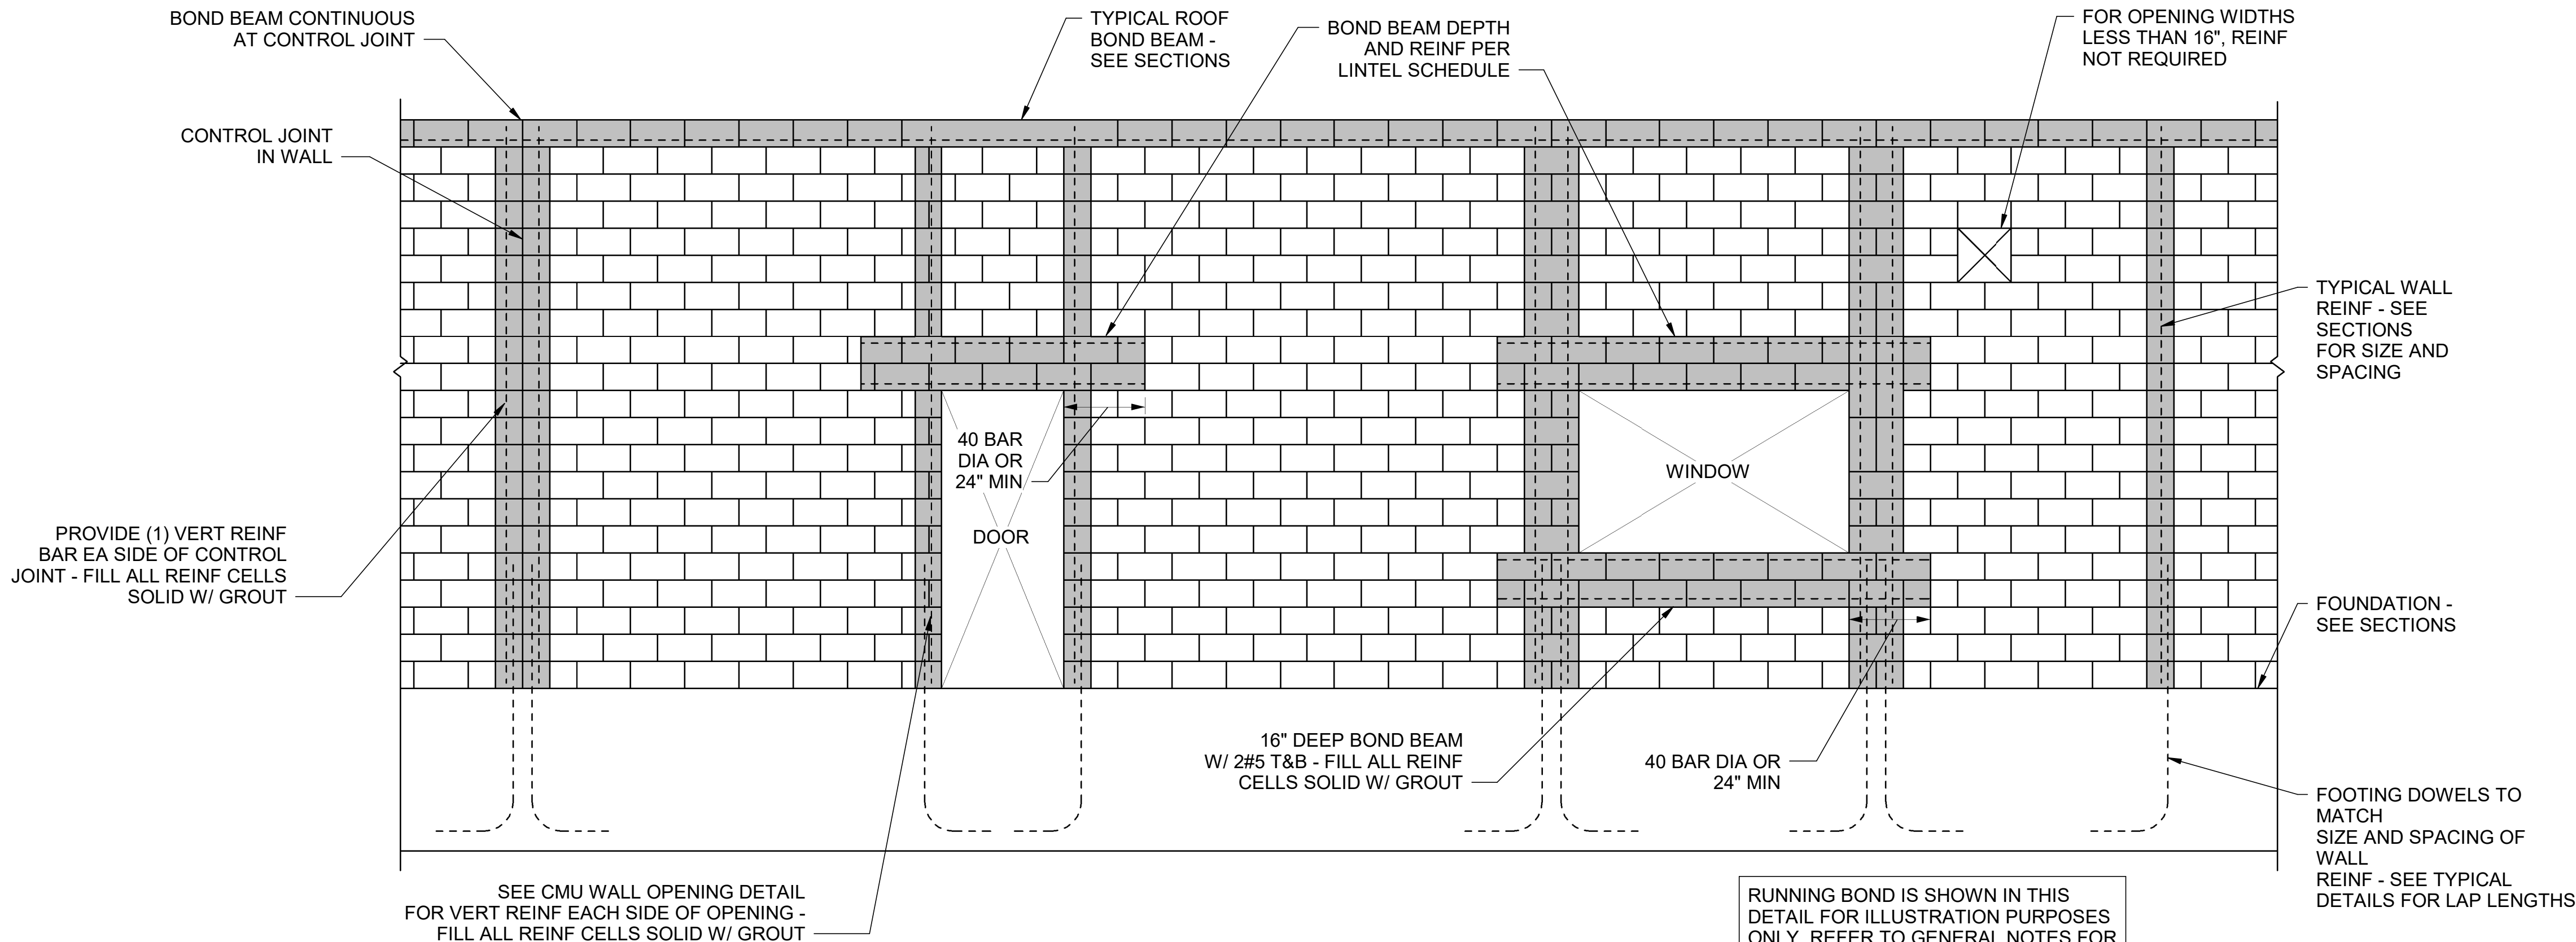 BOND BEAM CONTINUOUS
AT CONTROL JOINT
TYPICAL ROOF
BOND BEAM -
SEE SECTIONS
BOND BEAM DEPTH
AND REINF PER
LINTEL SCHEDULE
FOR OPENING WIDTHS
LESS THAN 16", REINF
NOT REQUIRED
CONTROL JOINT
IN WALL
TYPICAL WALL
REINF - SEE
SECTIONS
FOR SIZE AND
SPACING
40 BAR
DIA OR
24" MIN
DOOR
WINDOW
PROVIDE (1) VERT REINF
BAR EA SIDE OF CONTROL
JOINT - FILL ALL REINF CELLS
SOLID W/ GROUT
FOUNDATION -
SEE SECTIONS
16" DEEP BOND BEAM
W/ 2#5 T&B - FILL ALL REINF
CELLS SOLID W/ GROUT
40 BAR DIA OR
24" MIN
FOOTING DOWELS TO
MATCH
SIZE AND SPACING OF
WALL
REINF - SEE TYPICAL
DETAILS FOR LAP LENGTHS
SEE CMU WALL OPENING DETAIL
FOR VERT REINF EACH SIDE OF OPENING -
FILL ALL REINF CELLS SOLID W/ GROUT
RUNNING BOND IS SHOWN IN THIS
DETAIL FOR ILLUSTRATION PURPOSES
ONLY. REFER TO GENERAL NOTES FOR